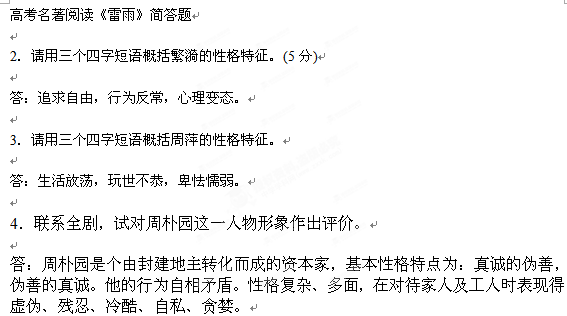 高考名著阅读《雷雨》简答题
2．请用三个四字短语概括繁漪的性格特征。(5 分)
答：追求自由，行为反常，心理变态。
3．请用三个四字短语概括周萍的性格特征。
答：生活放荡，玩世不恭，卑怯懦弱。
4．联系全剧，试对周朴园这一人物形象作出评价。
答：周朴园是个由封建地主转化而成的资本家，基本性格特点为：真诚的伪善，
伪善的真诚。他的行为自相矛盾。性格复杂、多面，在对待家人及工人时表现得
虚伪、残忍、冷酷、自私、贪婪。